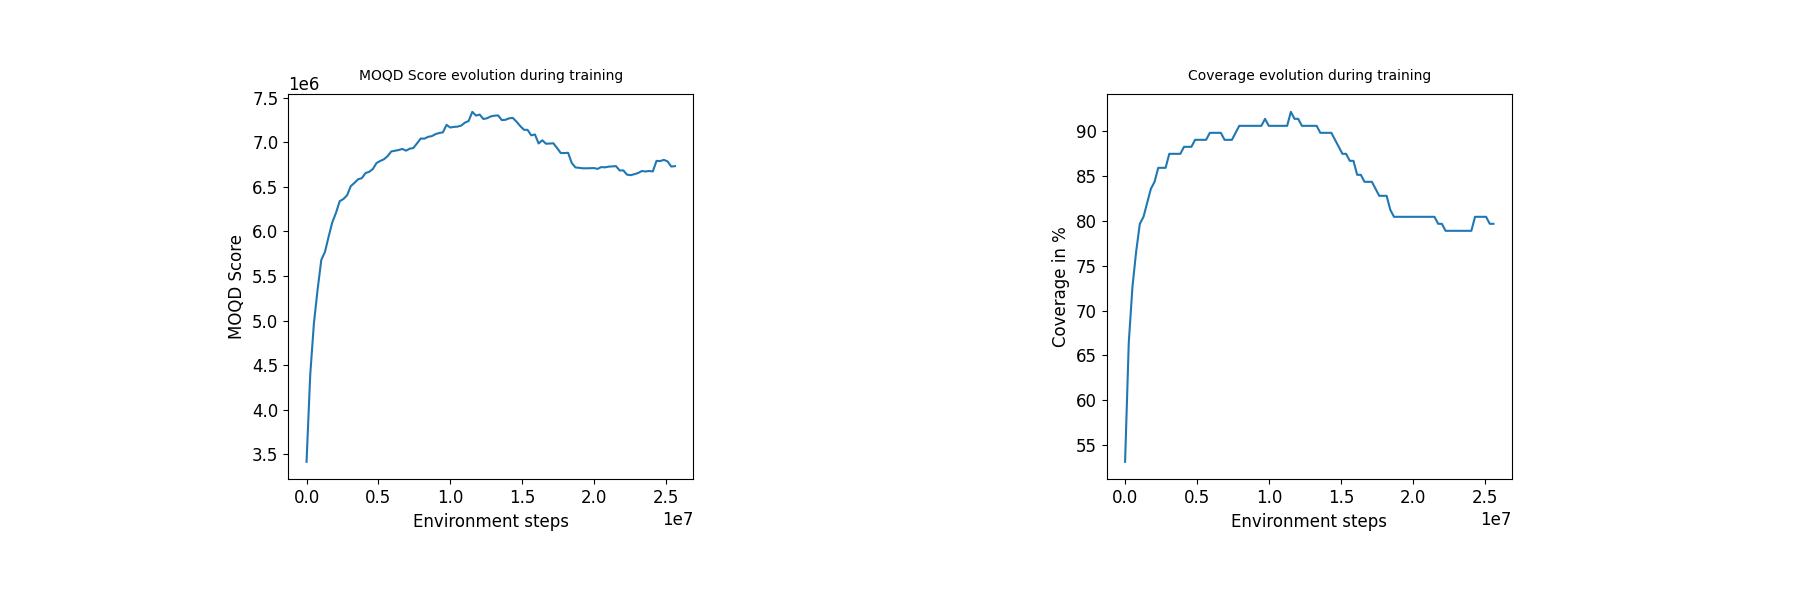 MOQD Score evolution during training
1e6
7.5
7.0
6.5
6.0
5.5
5.0
4.5
4.0
3.5
MOQD Score
0.0 0.5 1.0 1.5 2.0 2.5
1e7
Environment steps
Coverage evolution during training
90
85
80
75
70
65
60
55
Coverage in %
0.0 0.5 1.0 1.5 2.0 2.5
1e7
Environment steps